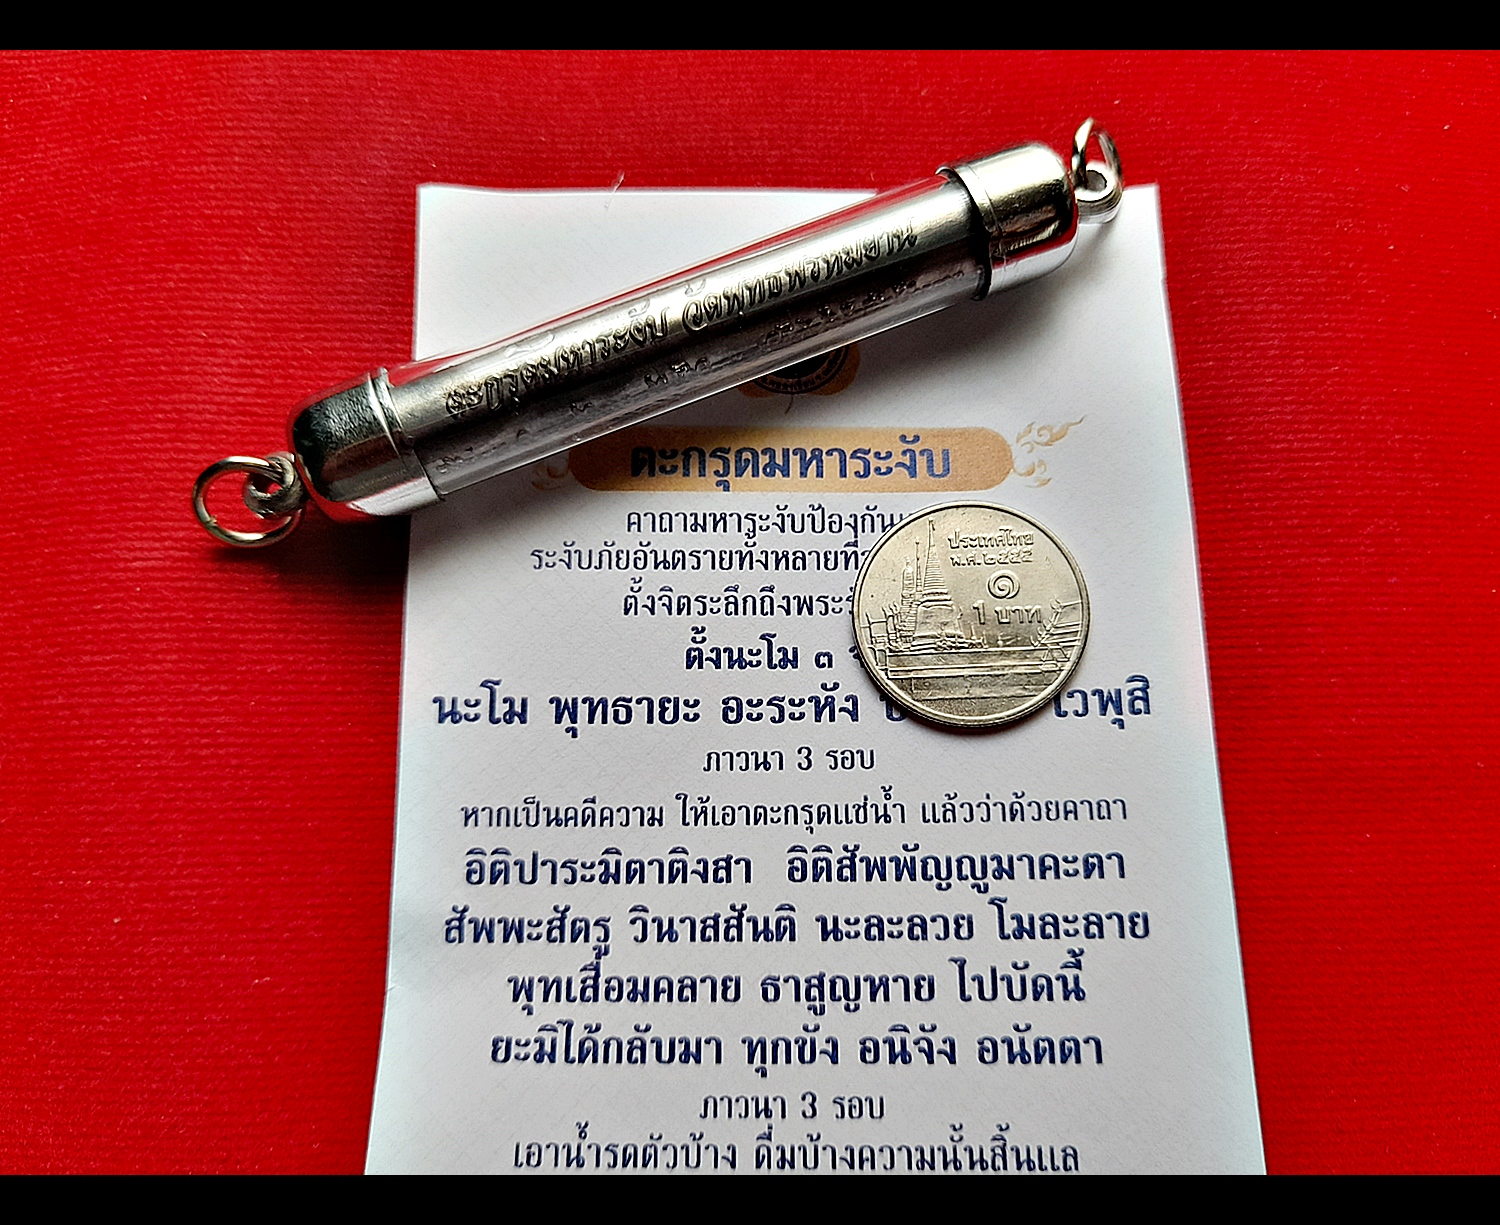 ตะกรุดมหาระงับ วัดพุทธพรหมยาน
ตะกรุดมหาระงับ
คาถามหาระงับป้องกัน
ระงับภัยอันตรายทั้งหลายที่
ตั้งจิตระลึกถึงพระ
ตั้งนะโม ๓
นะโม พุทธายะ อะระหัง ไวพุสิ
ภาวนา 3 รอบ
หากเป็นคดีความ ให้เอาตะกรุดแช่น้ำ แล้วว่าด้วยคาถา
อิติปาระมิตาติงสา อิติสัพพัญญูมาคะตา
สัพพะสัตรู วินาสสันติ นะละลวย โมละลาย
พุทเสื่อมคลาย ธาสูญหาย ไปบัดนี้
ยะมิได้กลับมา ทุกขัง อนิจัง อนัตตา
ภาวนา 3 รอบ
เอาน้ำรดตัวบ้าง ดื่มบ้างความนั้นสิ้นแล
ประเทศไทย
พ.ศ.๒๕๕๕
๑
1 บาท